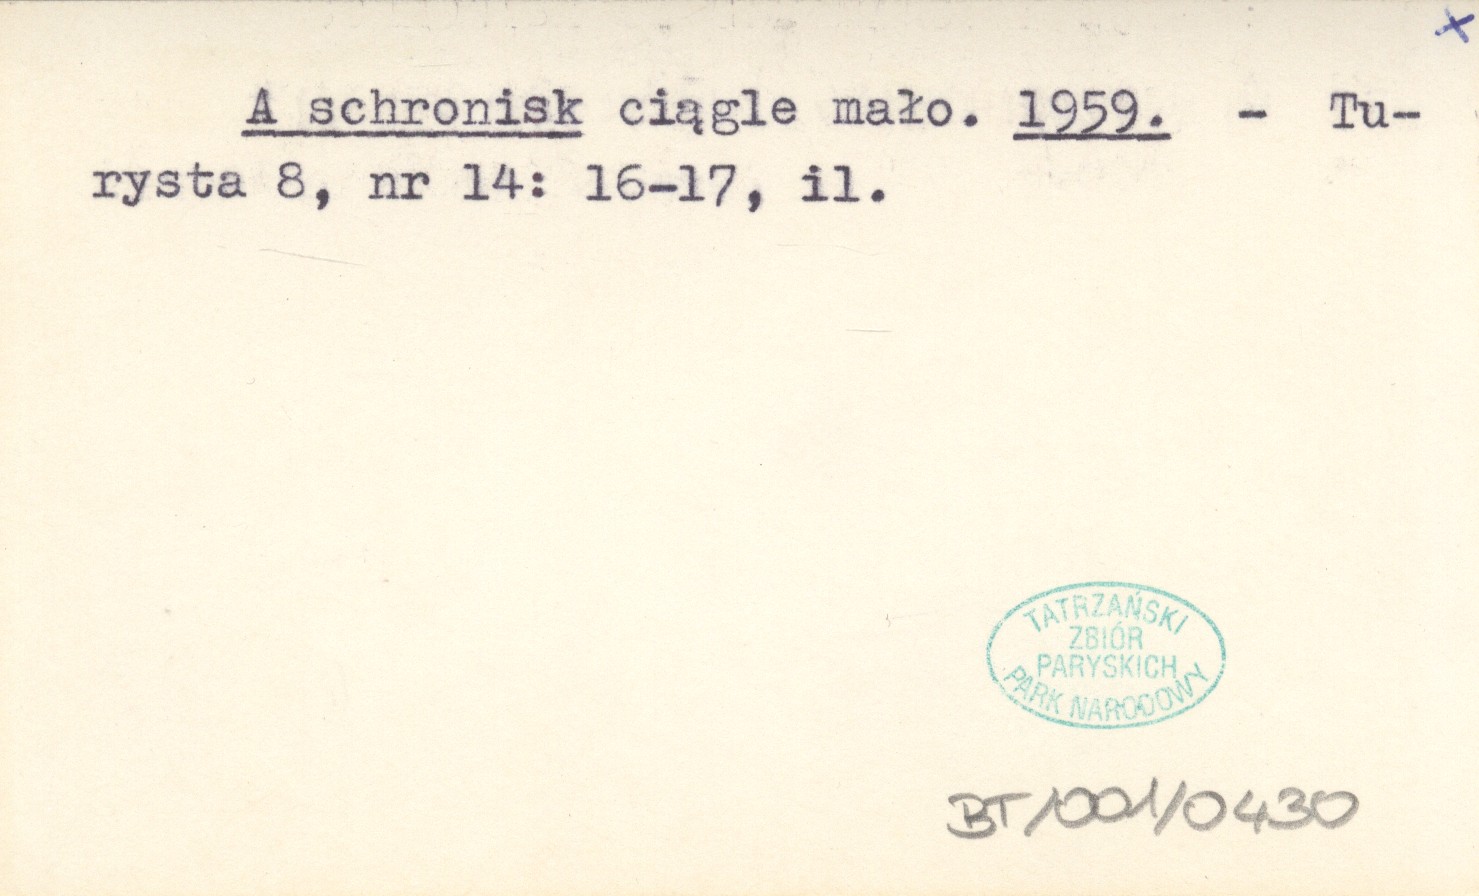 x
A schronisk ciągle mało. 1959. - Tu-
rysta 8, nr 14: 16-17, il.
TATRZAŃSKI
ZBIÓR
PARYSKICH
PARK NARODOWY
BT/001/0430